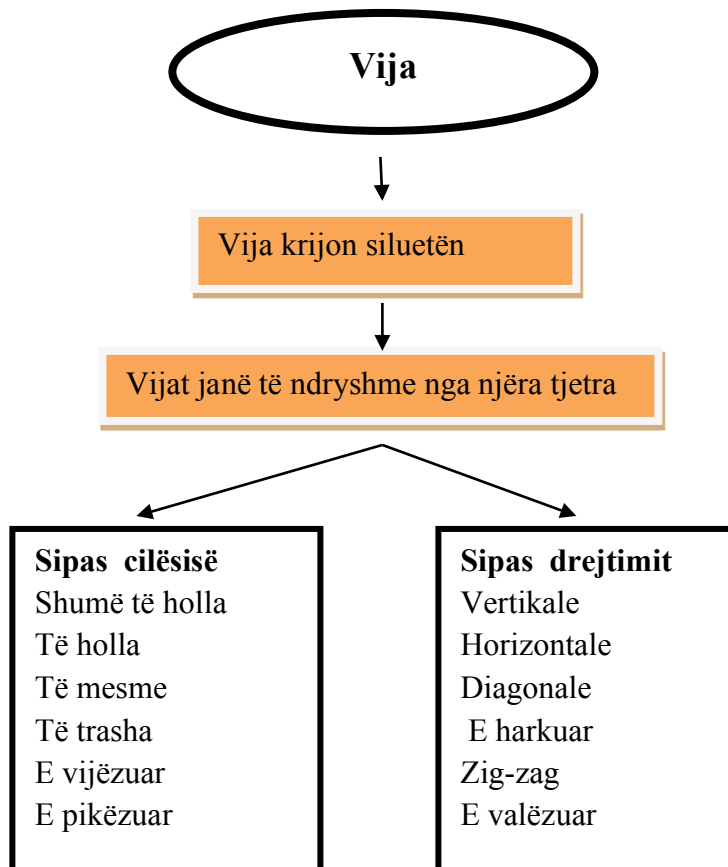 Vija
Vija krijon siluetën
Vijat janë të ndryshme nga njëra tjetra
Sipas cilësisë
Shumë të holla
Të holla
Të mesme
Të trasha
E vijëzuar
E pikëzuar
Sipas drejtimit
Vertikale
Horizontale
Diagonale
E harkuar
Zig-zag
E valëzuar